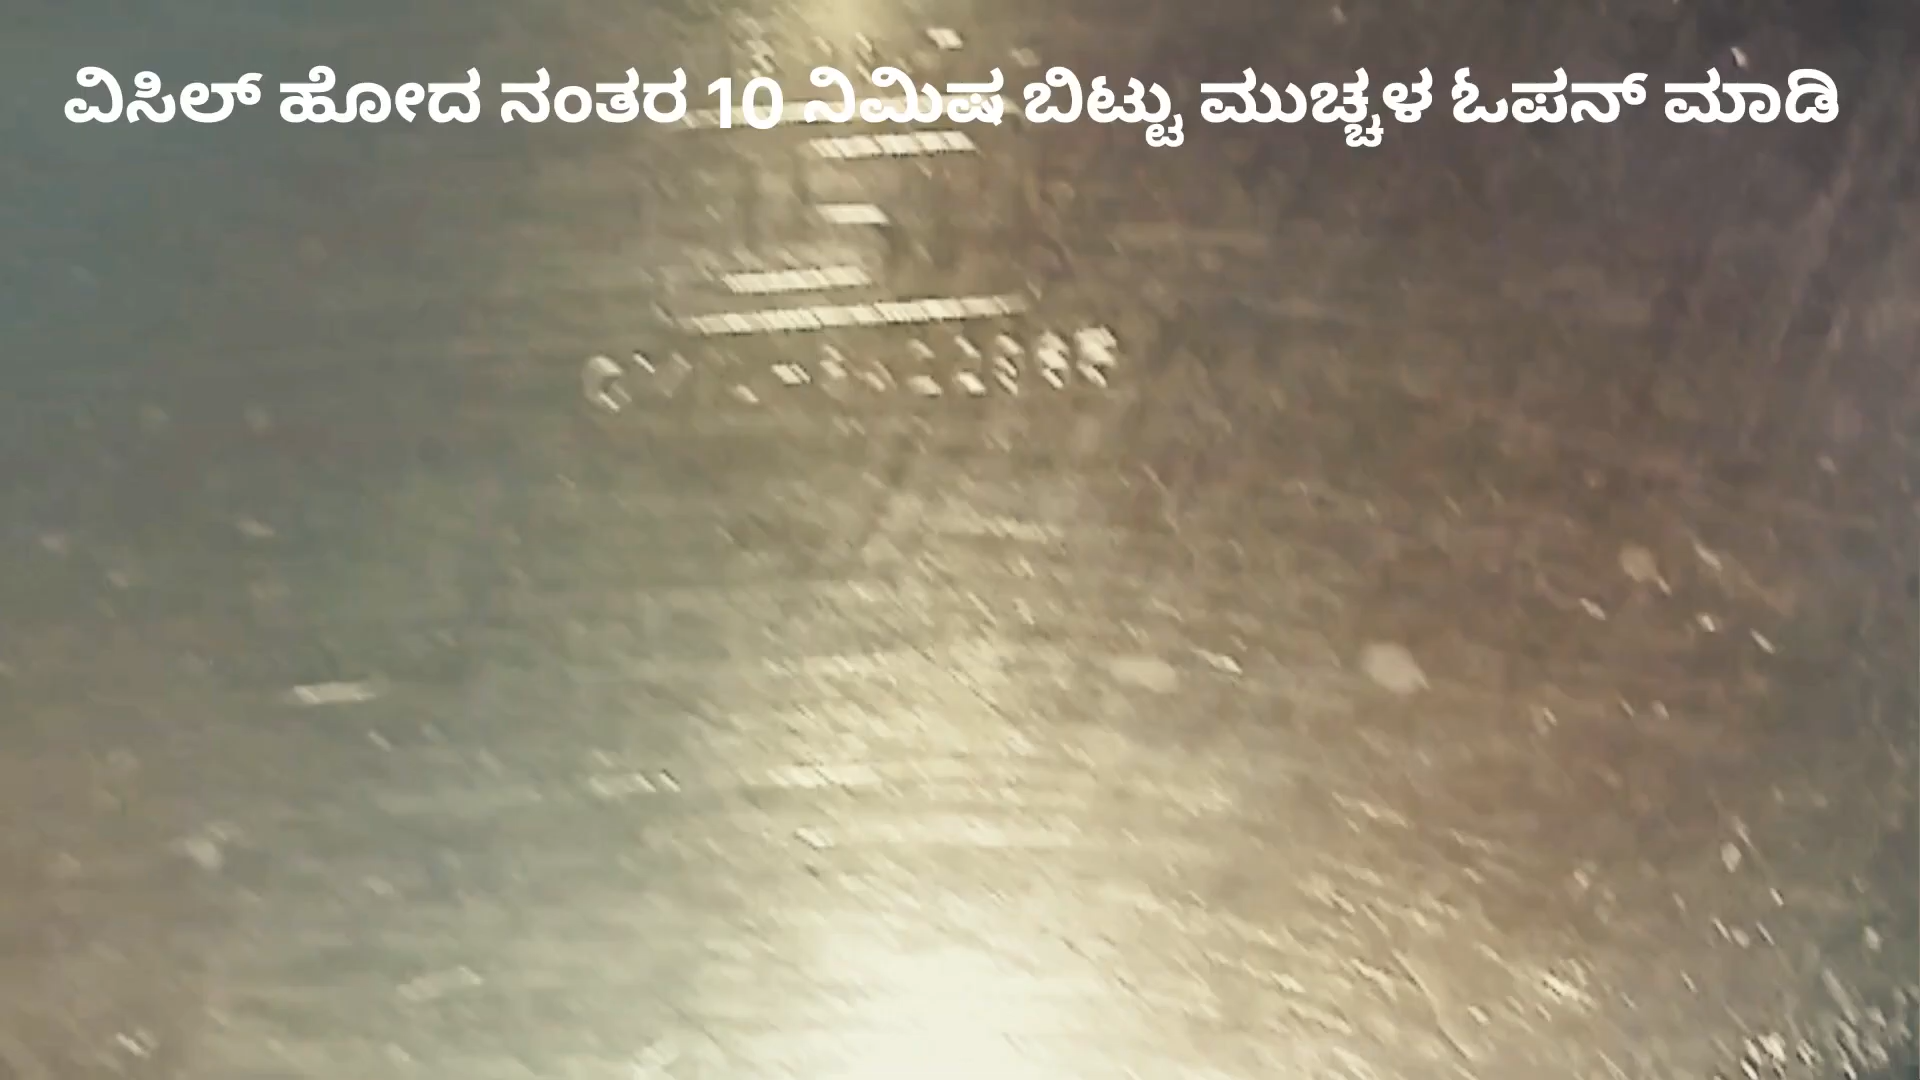 ವಿಸಿಲ್ ಹೋದ ನಂತರ 10 ನಿಮಿಷ ಬಿಟ್ಟು ಮುಚ್ಚಳ ಓಪನ್ ಮಾಡಿ